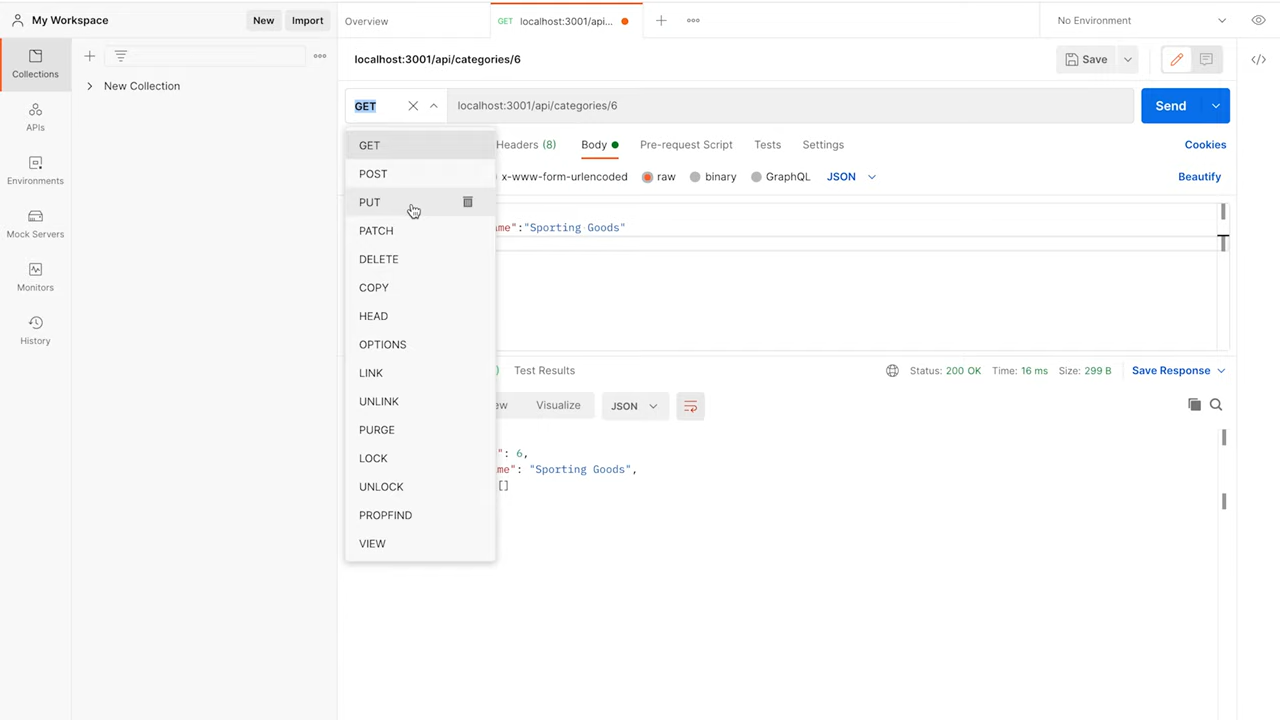 My Workspace
New
Import
Overview
GET localhost:3001/api...
No Environment
Collections
APIs
Environments
Mock Servers
Monitors
History
New Collection
localhost:3001/api/categories/6
Save
GET
localhost:3001/api/categories/6
Send
Headers (8)
Body
Pre-request Script
Tests
Settings
Cookies
x-www-form-urlencoded
raw
binary
GraphQL
JSON
Beautify
GET
POST
PUT
PATCH
DELETE
COPY
HEAD
OPTIONS
LINK
UNLINK
PURGE
LOCK
UNLOCK
PROPFIND
VIEW
me":"Sporting Goods"
Test Results
Status: 200 OK
Time: 16 ms
Size: 299 B
Save Response
ew
Visualize
JSON
": 6,
me": "Sporting Goods",
[]